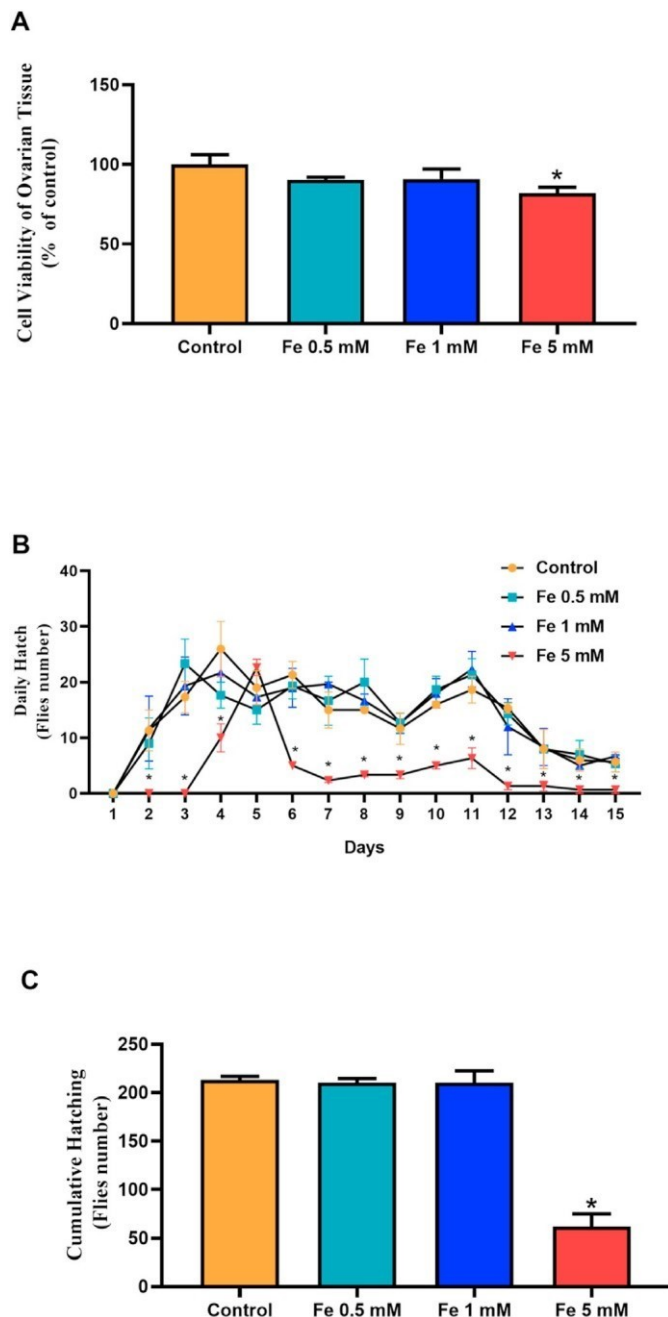 A
Cell Viability of Ovarian Tissue
(% of control)
150
100
50
0
*
Control Fe 0.5 mM Fe 1 mM Fe 5 mM
B
Daily Hatch
(Flies number)
40
30
20
10
0
Control
Fe 0.5 mM
Fe 1 mM
Fe 5 mM
* * * * * * * * * * * * *
1 2 3 4 5 6 7 8 9 10 11 12 13 14 15
Days
C
Cumulative Hatching
(Flies number)
250
200
150
100
50
0
*
Control Fe 0.5 mM Fe 1 mM Fe 5 mM